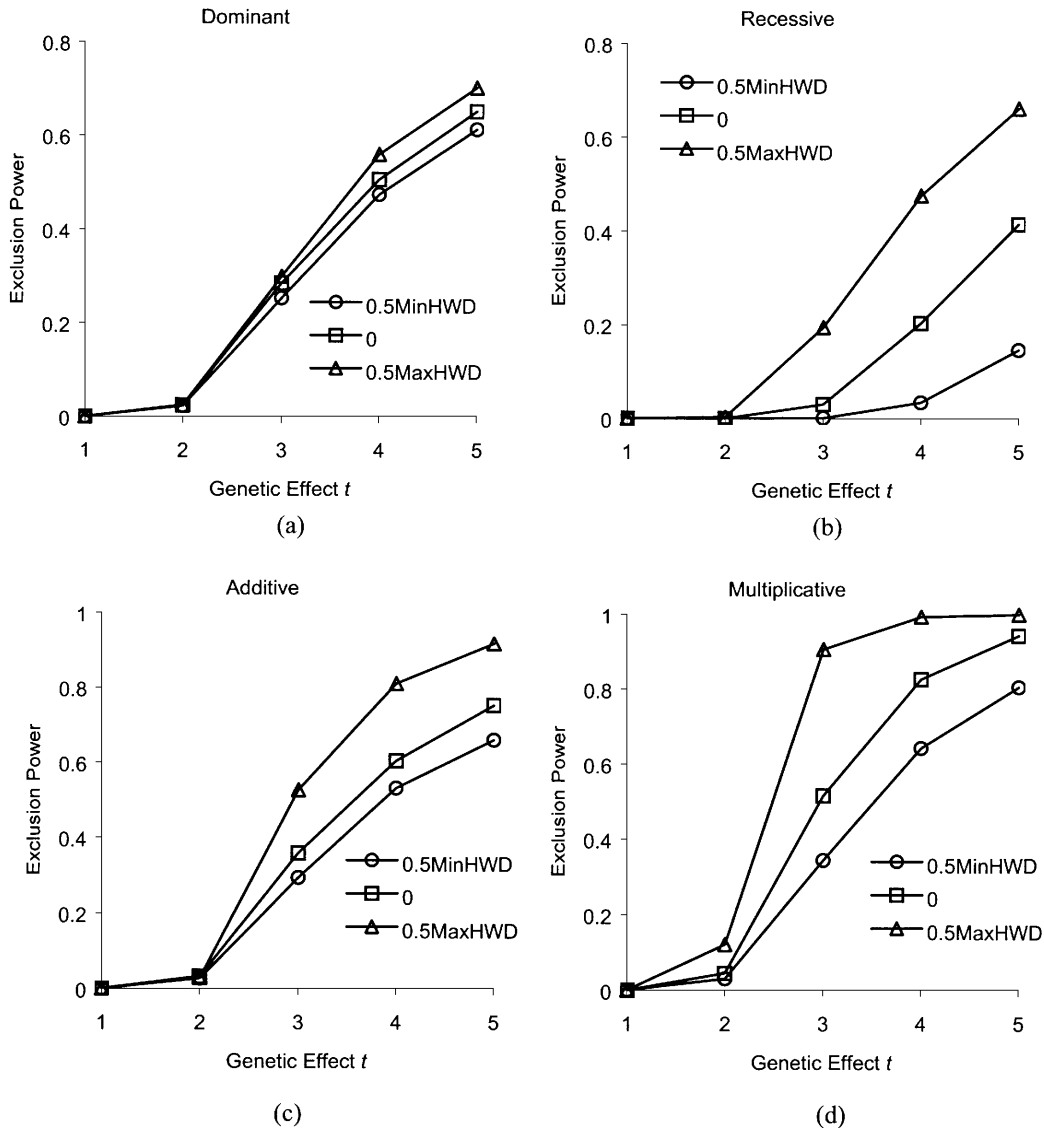 Dominant
0.8
0.6
0.4
0.2
0
Exclusion Power
0.5MinHWD
0
0.5MaxHWD
1 2 3 4 5
Genetic Effect t
(a)
Recessive
0.8
0.6
0.4
0.2
0
Exclusion Power
0.5MinHWD
0
0.5MaxHWD
1 2 3 4 5
Genetic Effect t
(b)
Additive
1
0.8
0.6
0.4
0.2
0
Exclusion Power
0.5MinHWD
0
0.5MaxHWD
1 2 3 4 5
Genetic Effect t
(c)
Multiplicative
1
0.8
0.6
0.4
0.2
0
Exclusion Power
0.5MinHWD
0
0.5MaxHWD
1 2 3 4 5
Genetic Effect t
(d)